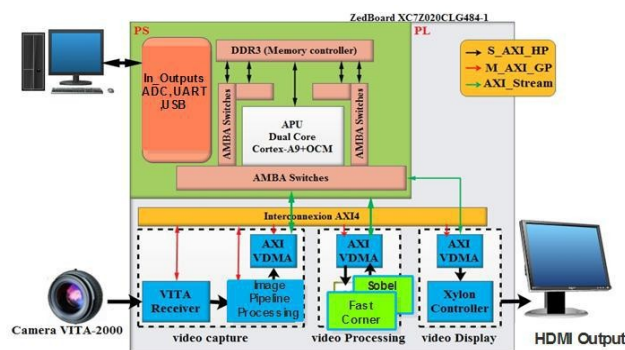 ZedBoard XC7Z020CLG484-1
PS
PL
DDR3 (Memory controller)
S_AXI_HP
M_AXI_GP
AXI_Stream
In_Outputs
ADC,UART
,USB
AMBA Switches
AMBA Switches
APU
Dual Core
Cortex-A9+OCM
AMBA Switches
Interconnexion AXI4
AXI
VDMA
AXI
VDMA
AXI
VDMA
VITA
Receiver
Image
Pipeline
Processing
Sobel
Fast
Corner
Xylon
Controller
Camera VITA-2000
video capture
video Processing
video Display
HDMI Output